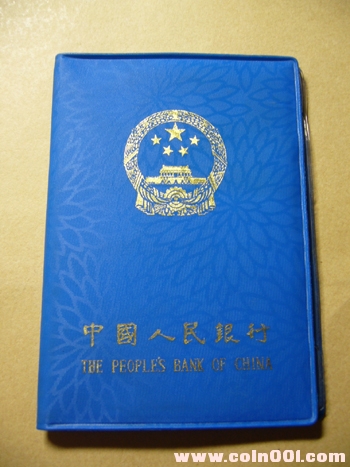 中國人民銀行
THE PEOPLE'S BANK OF CHINA
www.coin001.com